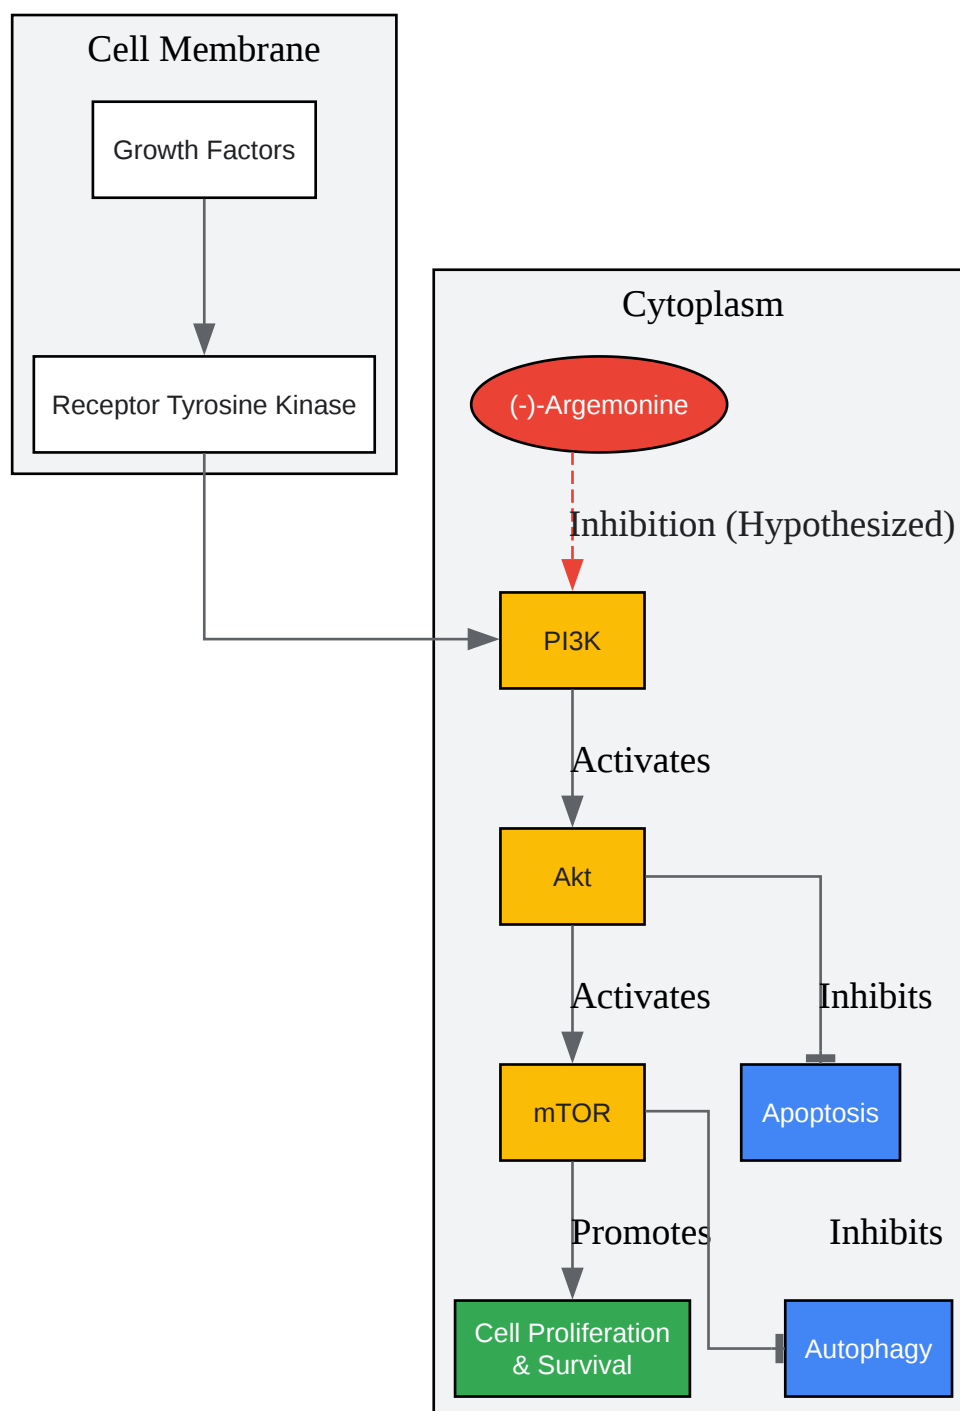 Cell Membrane
Growth Factors
Receptor Tyrosine Kinase
Cytoplasm
(-)-Argemonine
Inhibition (Hypothesized)
PI3K
Activates
Akt
Activates
Inhibits
mTOR
Apoptosis
Promotes
Inhibits
Cell Proliferation
& Survival
Autophagy